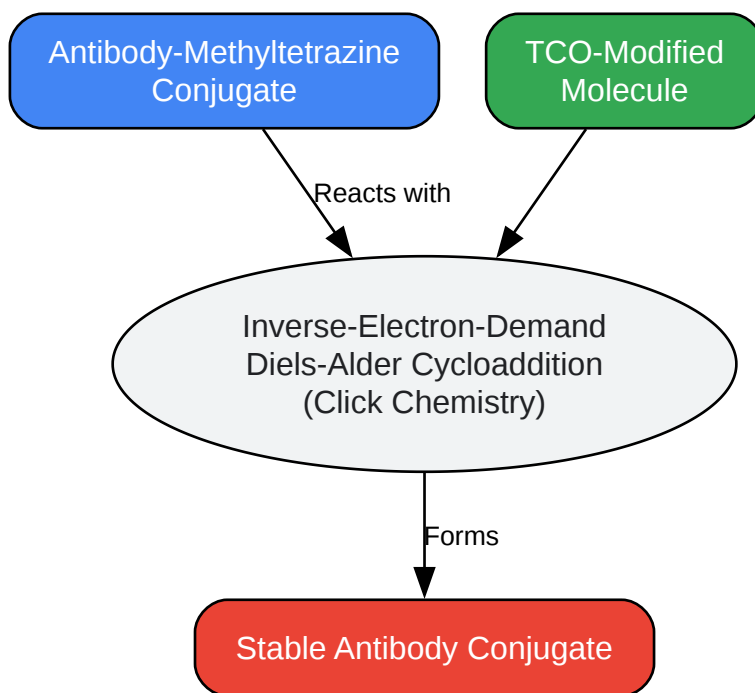 Antibody-Methyltetrazine
Conjugate
TCO-Modified
Molecule
Reacts with
Inverse-Electron-Demand
Diels-Alder Cycloaddition
(Click Chemistry)
Forms
Stable Antibody Conjugate